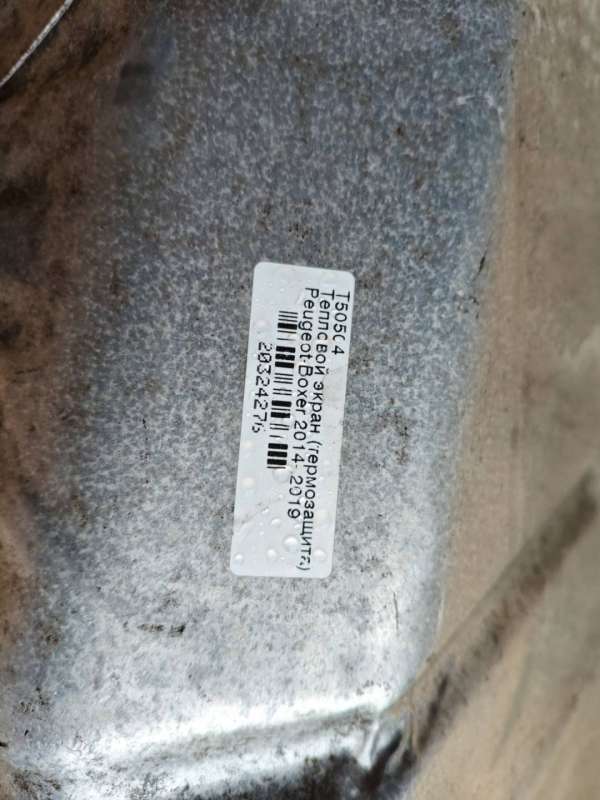 T50504
Тепловой экран (термозащита)
Peugeot Boxer 2014-2019
20324276